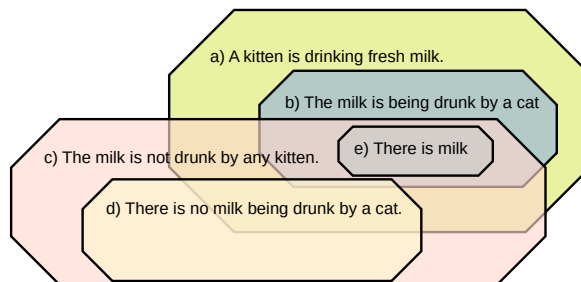 a) A kitten is drinking fresh milk.
b) The milk is being drunk by a cat
e) There is milk
c) The milk is not drunk by any kitten.
d) There is no milk being drunk by a cat.